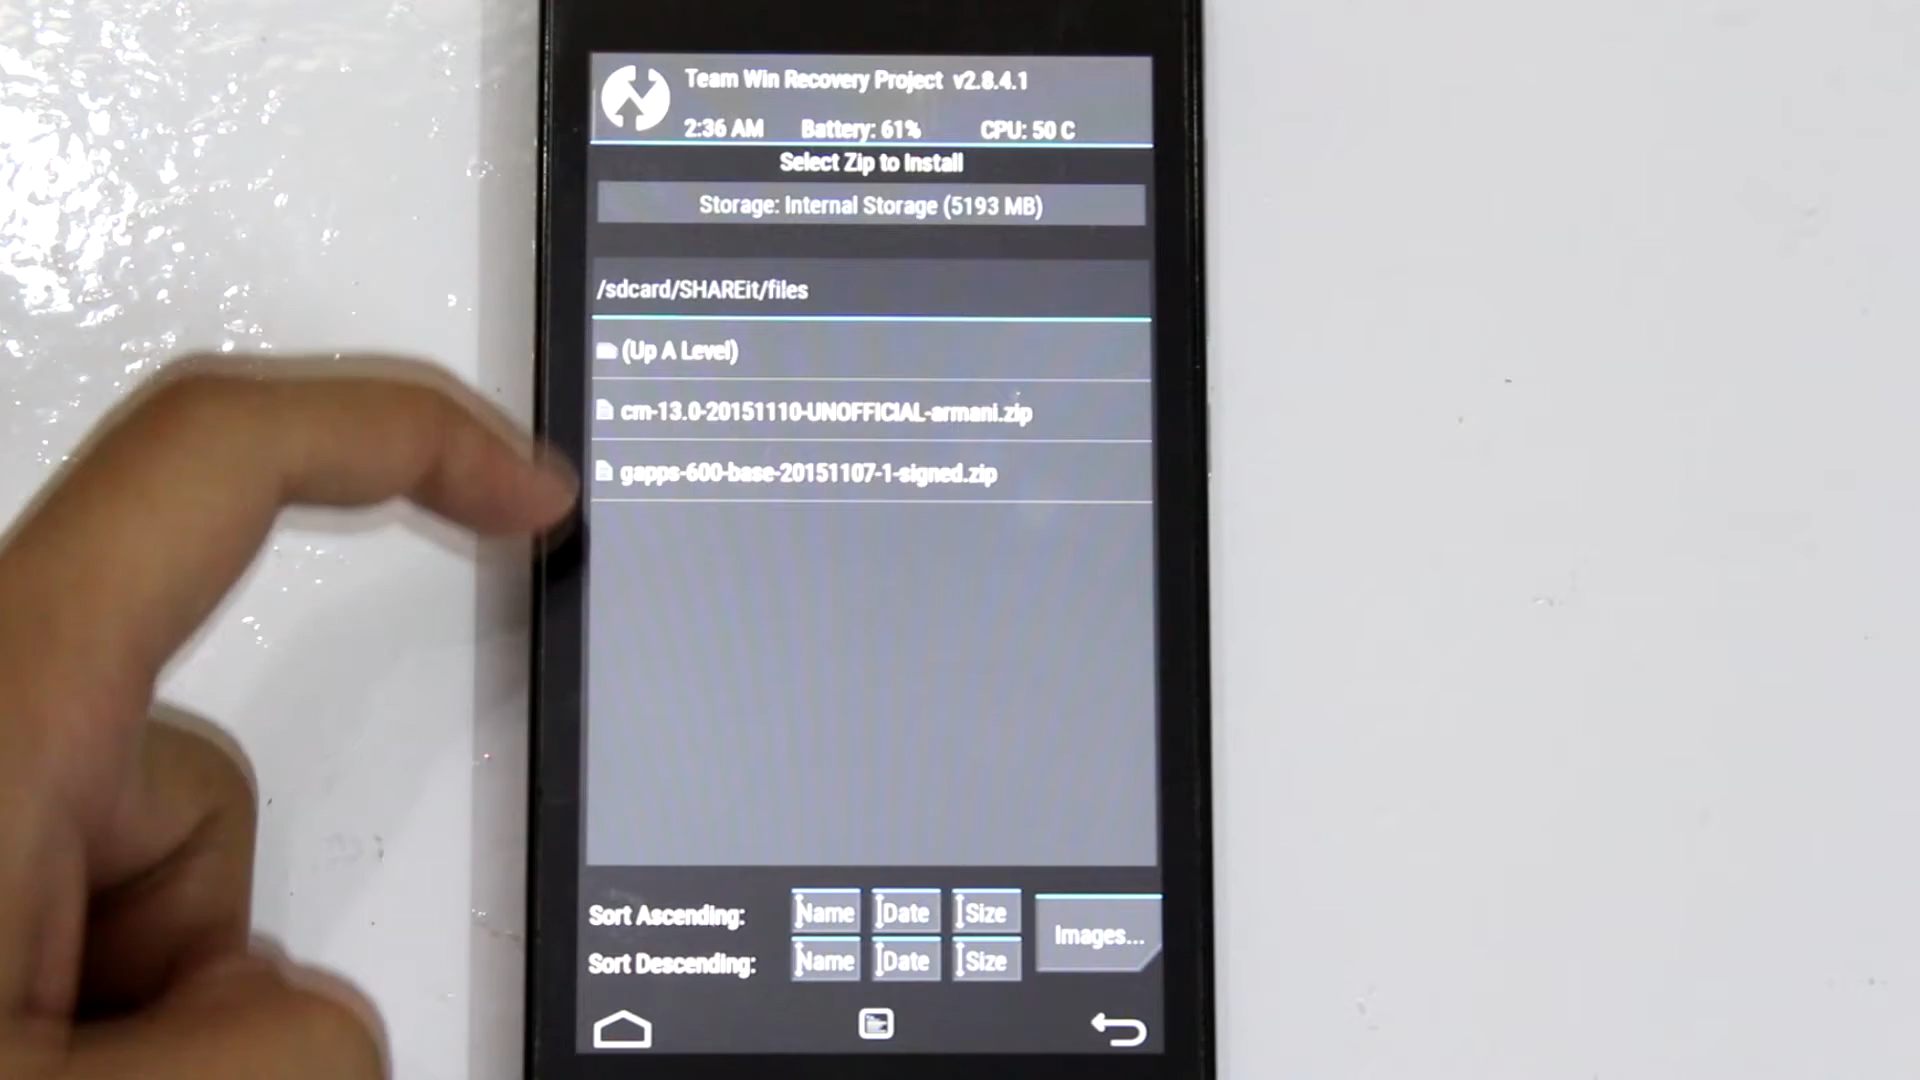 Team Win Recovery Project v2.8.4.1
2:36 AM Battery: 61% CPU: 50 C
Select Zip to Install
Storage: Internal Storage (5193 MB)
/sdcard/SHAREit/files
(Up A Level)
cm-13.0-20151110-UNOFFICIAL-armani.zip
gapps-600-base-20151107-1-signed.zip
Sort Ascending: Name Date Size
Images...
Sort Descending: Name Date Size